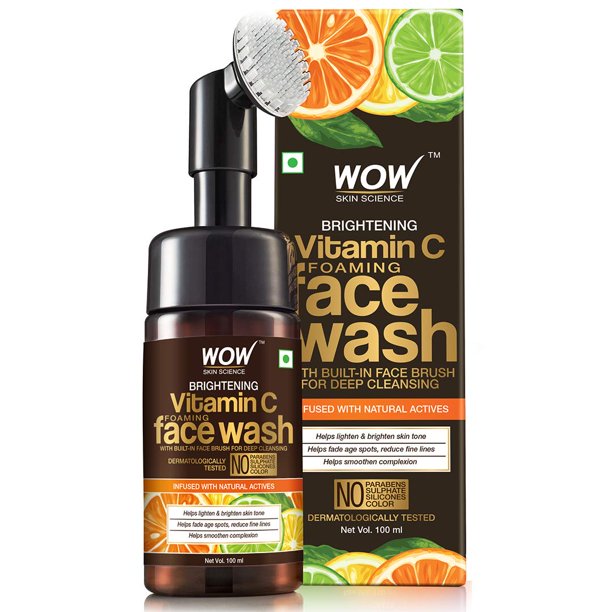 WOW™
SKIN SCIENCE
BRIGHTENING
Vitamin C
FOAMING
face wash
WITH BUILT-IN FACE BRUSH FOR DEEP CLEANSING
DERMATOLOGICALLY TESTED
NO PARABENS
SULPHATE
SILICONES
COLOR
INFUSED WITH NATURAL ACTIVES
Helps lighten & brighten skin tone
Helps fade age spots, reduce fine lines
Helps smoothen complexion
Net Vol. 100 ml
WOW™
SKIN SCIENCE
BRIGHTENING
Vitamin C
FOAMING
face
wash
TH BUILT-IN FACE BRUSH
FOR DEEP CLEANSING
NFUSED WITH NATURAL ACTIVES
Helps lighten & brighten skin tone
Helps fade age spots, reduce fine lines
Helps smoothen complexion
NO PARABENS
SULPHATE
SILICONES
COLOR
DERMATOLOGICALLY TESTED
Net Vol. 100 ml